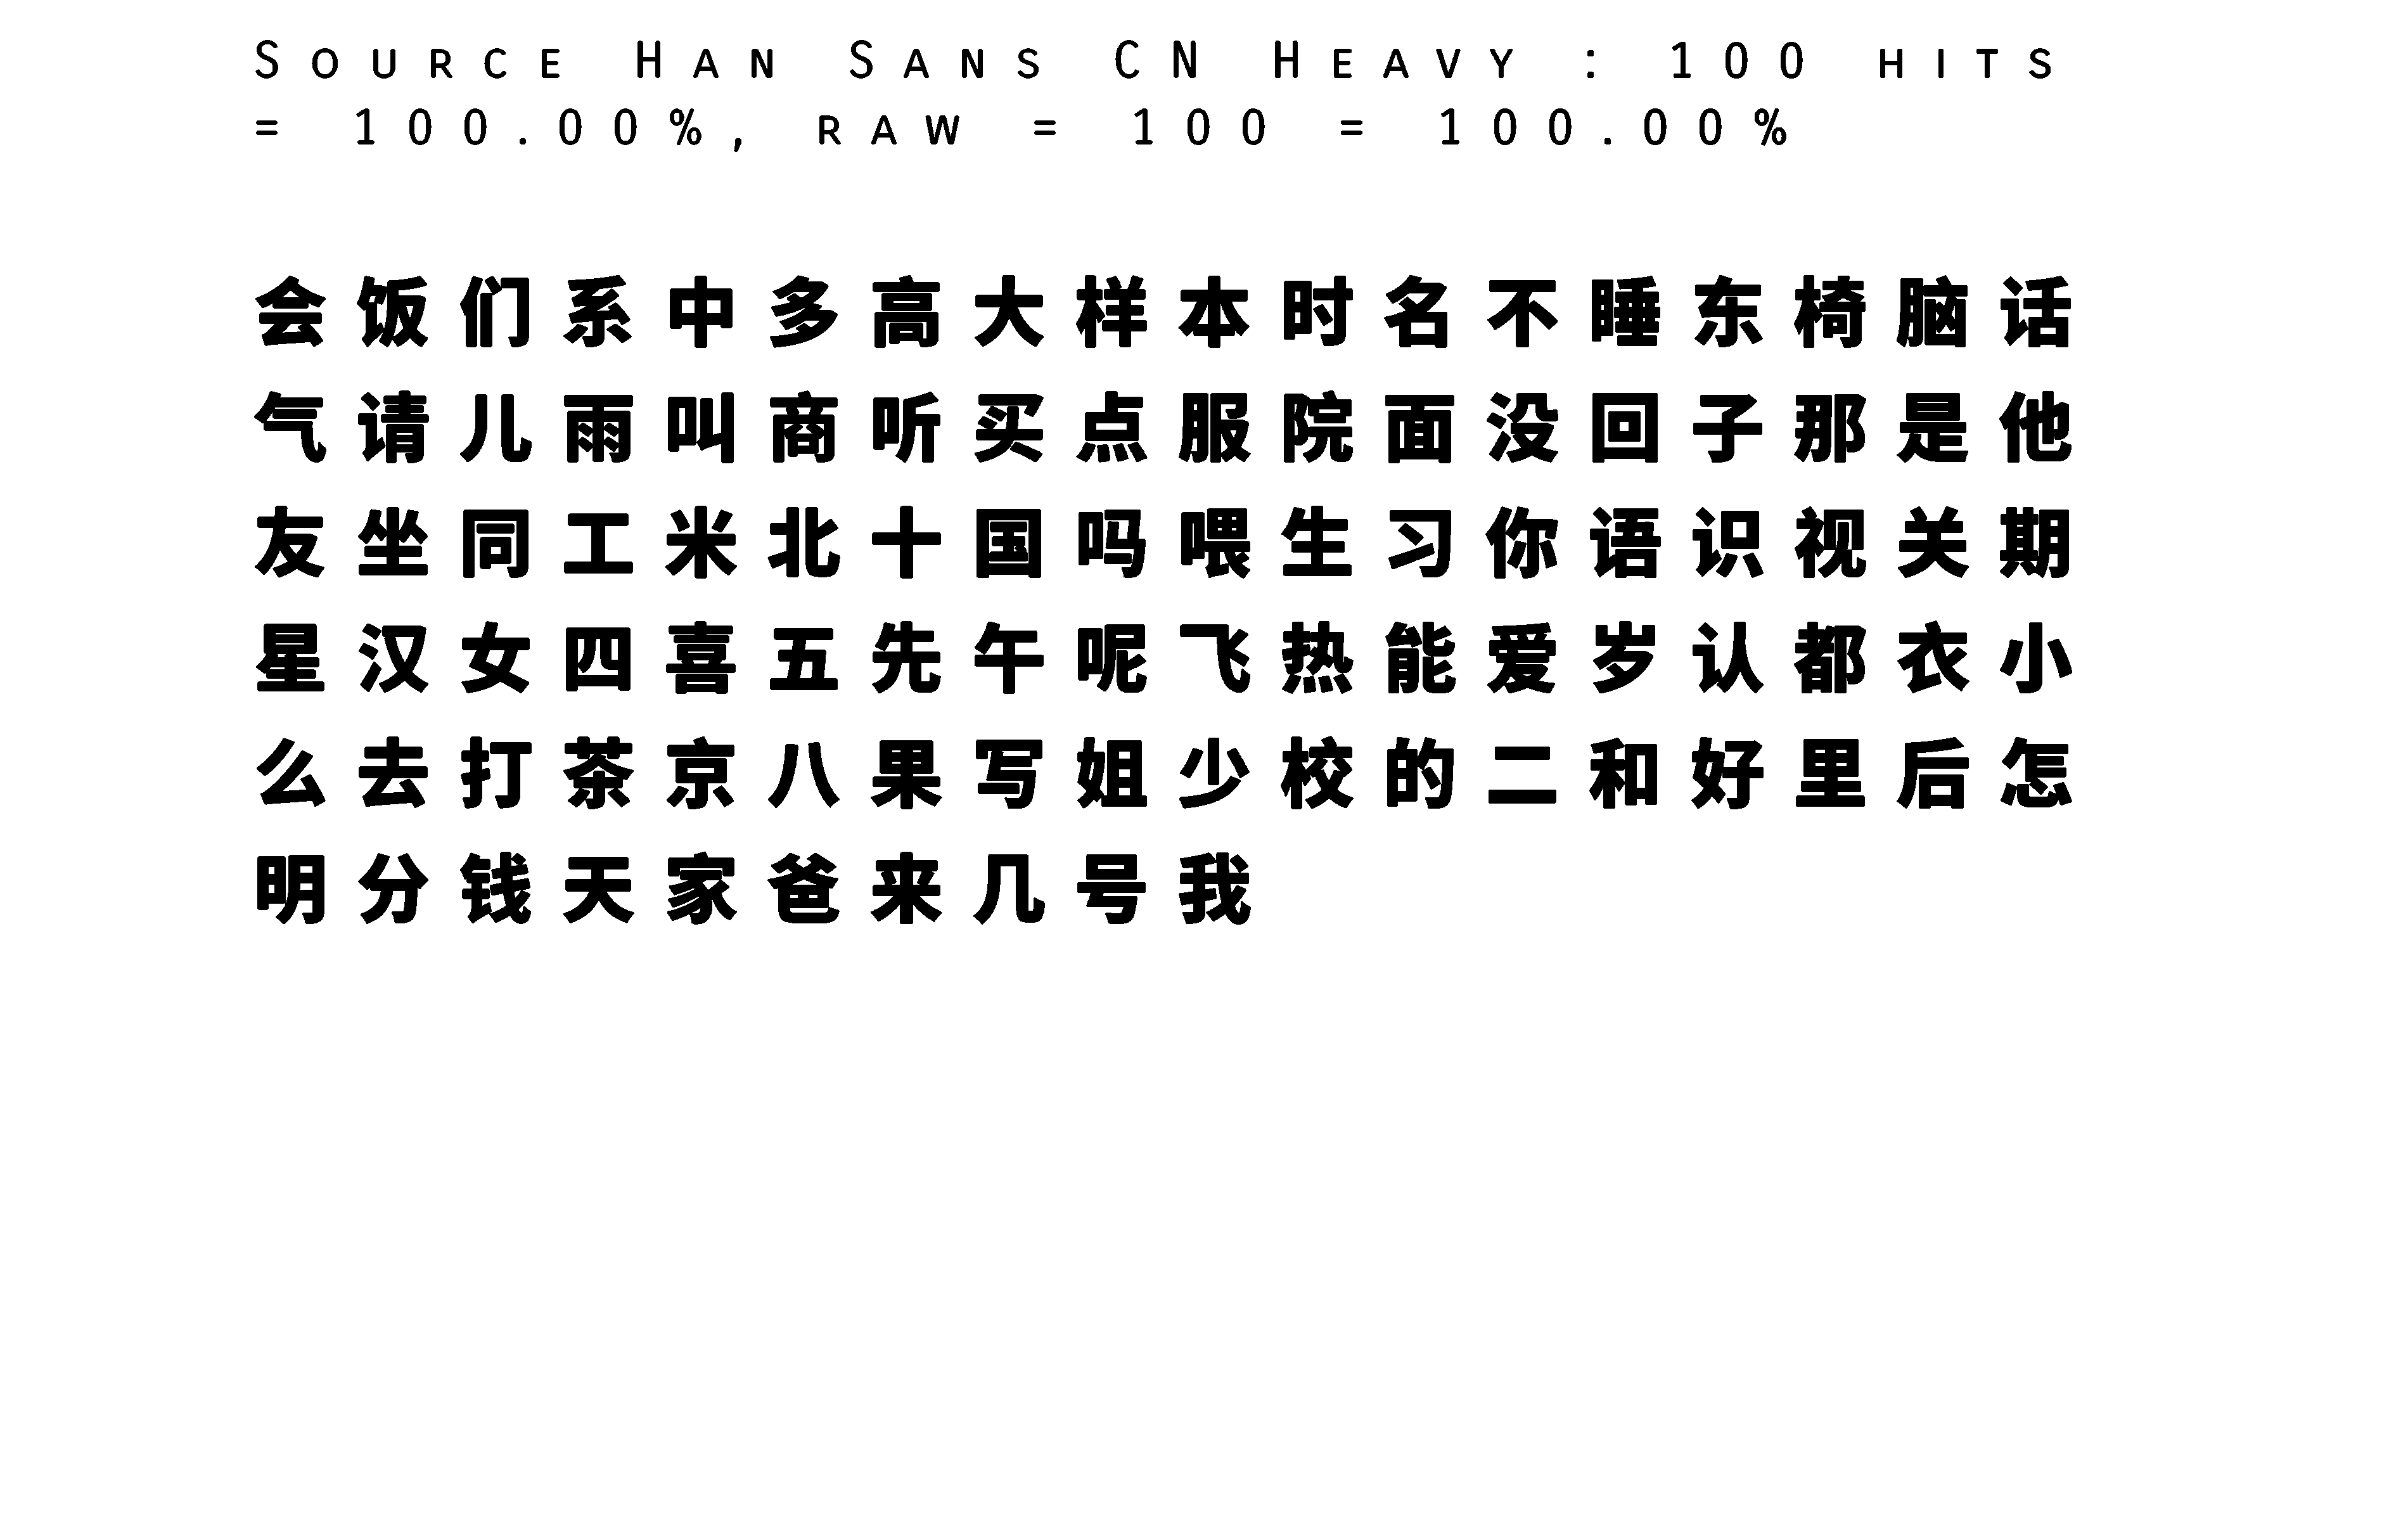 Source Han Sans CN Heavy : 100 hits
= 100.00%, raw = 100 = 100.00%
会饭们系中多高大样本时名不睡东椅脑话
气请儿雨叫商听买点服院面没回子那是他
友坐同工米北十国吗喂生习你语识视关期
星汉女四喜五先午呢飞热能爱岁认都衣小
么去打茶京八果写姐少校的二和好里后怎
明分钱天家爸来几号我